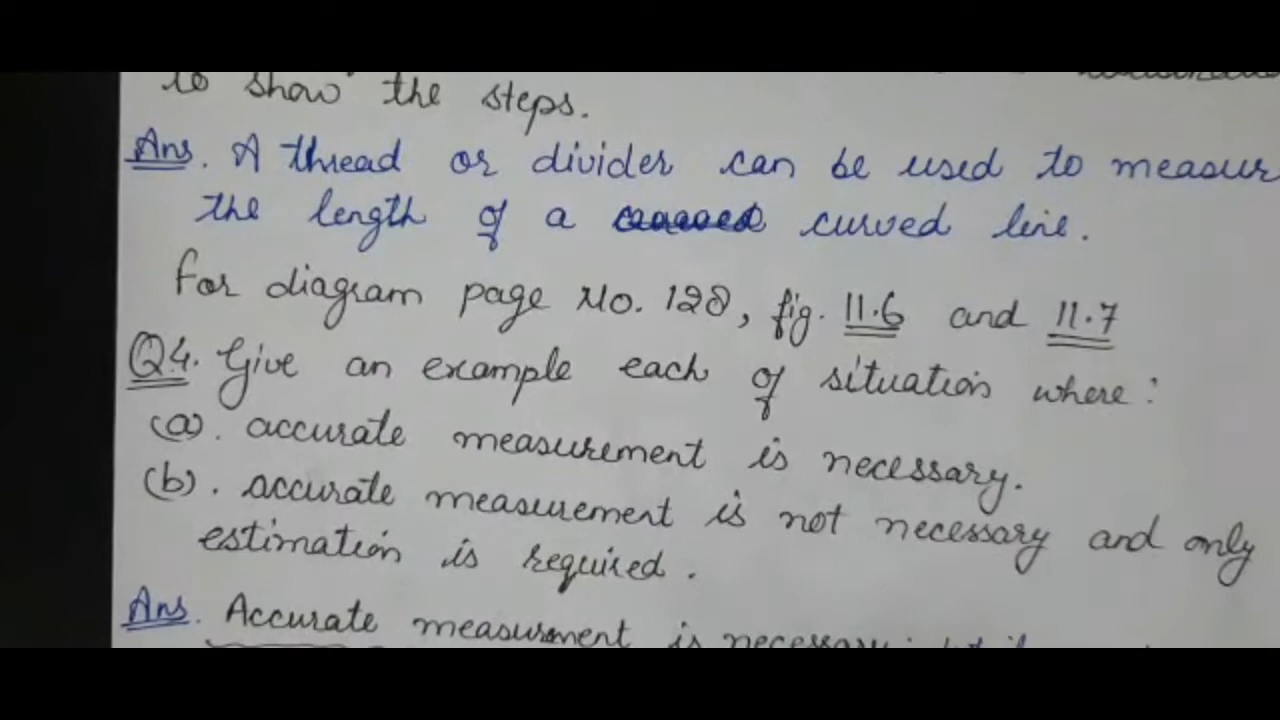 to show the steps.
Ans. A thread or divider can be used to measur
the length of a curved line.
For diagram page No. 128, fig. 11.6 and 11.7
Q4. Give an example each of situation where:
(a). accurate measurement is necessary.
(b). accurate measurement is not necessary and only
estimation is required.
Ans. Accurate measurement is necessary: